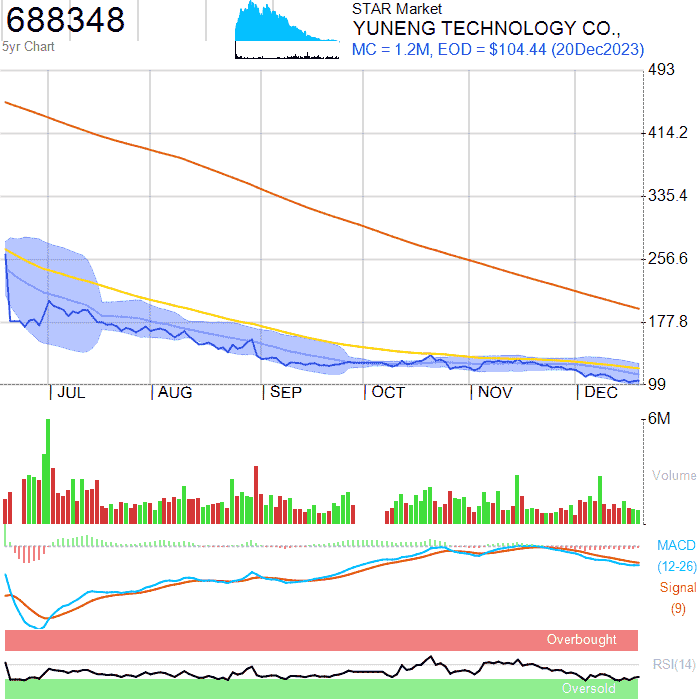 688348
5yr Chart
STAR Market
YUNENG TECHNOLOGY CO.,
MC = 1.2M, EOD = $104.44 (20Dec2023)
493
414.2
335.4
256.6
177.8
99
|JUL |AUG |SEP |OCT |NOV |DEC
6M
Volume
MACD
(12-26)
Signal
(9)
Overbought
RSI(14)
Oversold